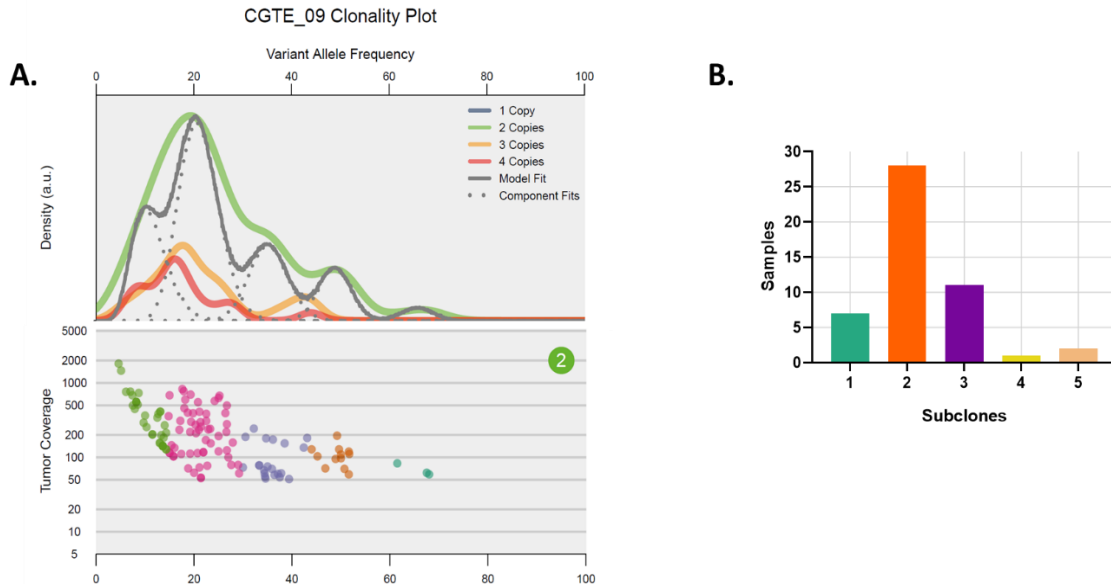 CGTE_09 Clonality Plot
A.
Variant Allele Frequency
0 20 40 60 80 100
1 Copy
2 Copies
3 Copies
4 Copies
Model Fit
Component Fits
Density (a.u.)
2
Tumor Coverage
5000
2000
1000
500
200
100
50
20
10
5
0 20 40 60 80 100
B.
Samples
30
25
20
15
10
5
0
1 2 3 4 5
Subclones